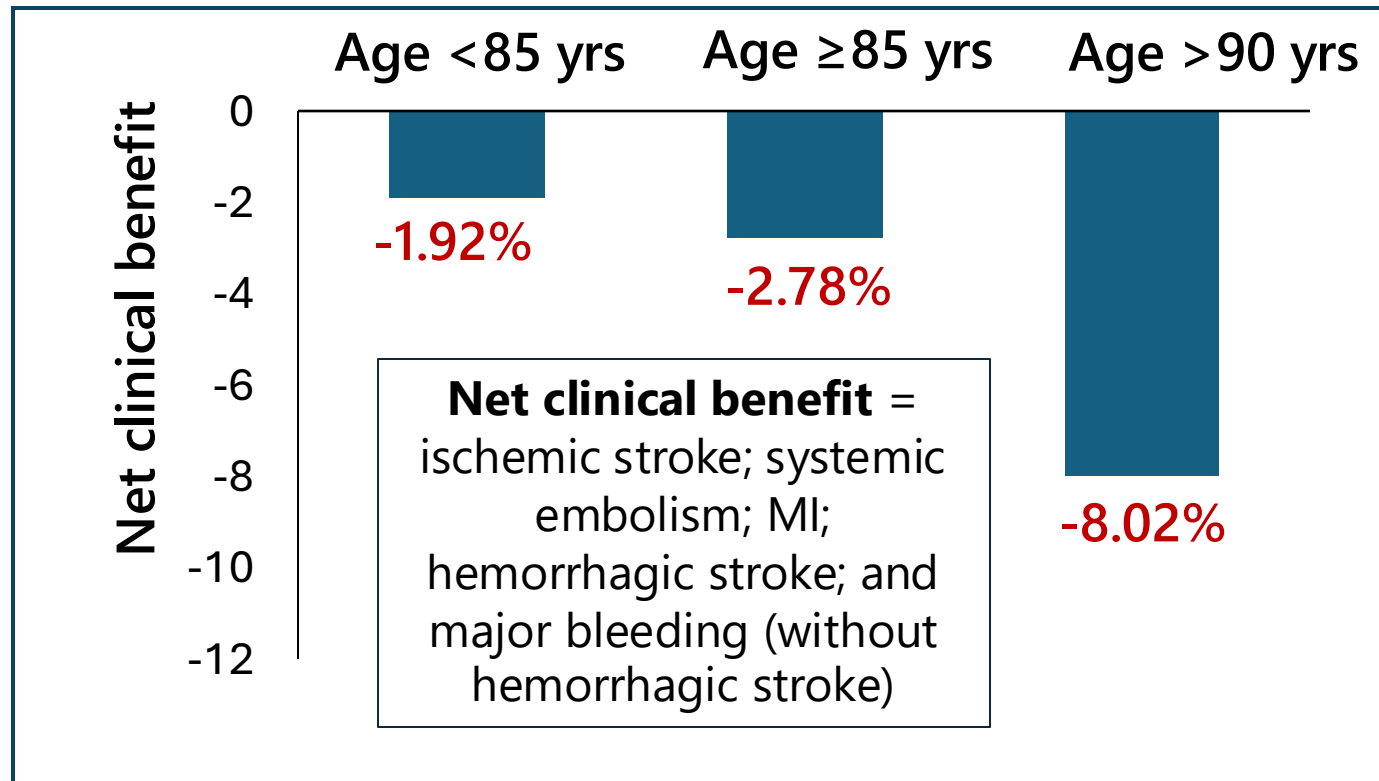 Age <85 yrs
Age ≥85 yrs
Age >90 yrs
Net clinical benefit
0
-2
-4
-6
-8
-10
-12
-1.92%
-2.78%
-8.02%
Net clinical benefit =
ischemic stroke; systemic
embolism; MI;
hemorrhagic stroke; and
major bleeding (without
hemorrhagic stroke)